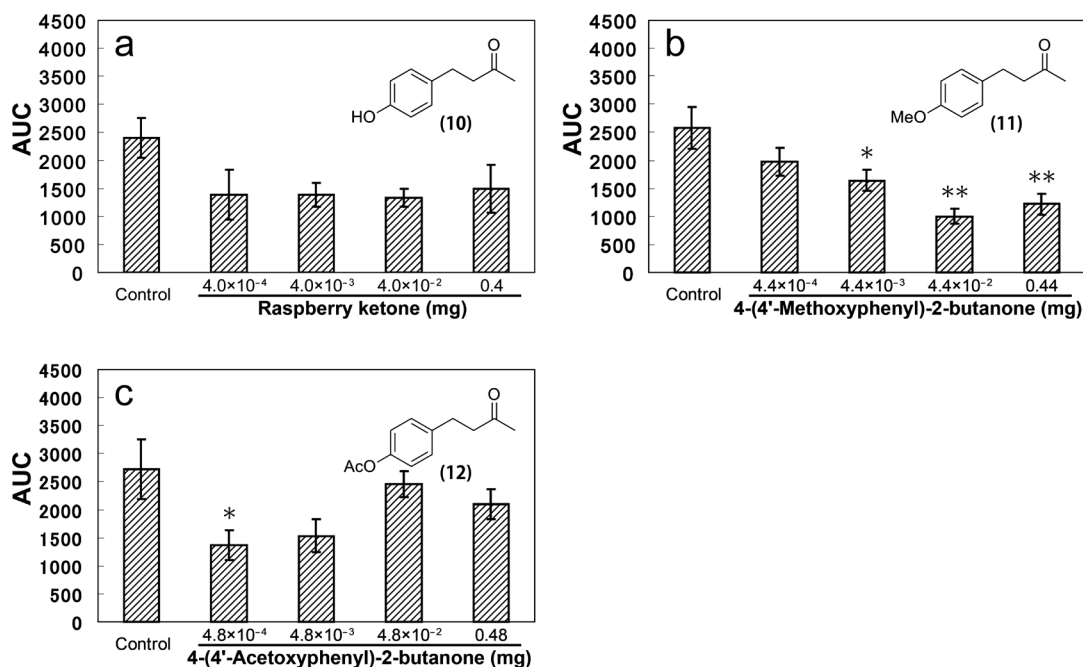 a
AUC
4500
4000
3500
3000
2500
2000
1500
1000
500
0
O
HO
(10)
Control
4.0×10⁻⁴ 4.0×10⁻³ 4.0×10⁻² 0.4
Raspberry ketone (mg)
b
AUC
4500
4000
3500
3000
2500
2000
1500
1000
500
0
O
MeO
(11)
*
**
**
Control
4.4×10⁻⁴ 4.4×10⁻³ 4.4×10⁻² 0.44
4-(4'-Methoxyphenyl)-2-butanone (mg)
c
AUC
4500
4000
3500
3000
2500
2000
1500
1000
500
0
O
AcO
(12)
*
Control
4.8×10⁻⁴ 4.8×10⁻³ 4.8×10⁻² 0.48
4-(4'-Acetoxyphenyl)-2-butanone (mg)